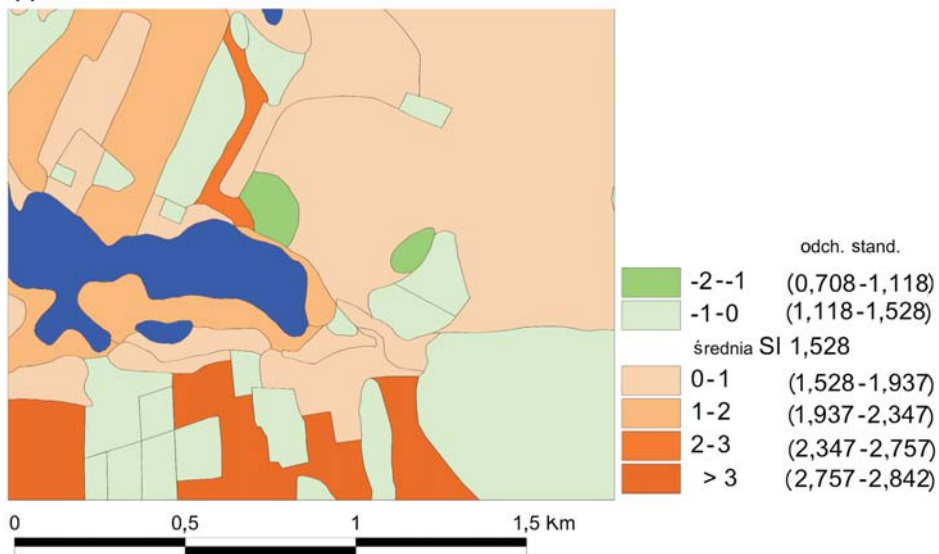 odch. stand.
-2--1 (0,708-1,118)
-1-0 (1,118-1,528)
średnia SI 1,528
0-1 (1,528-1,937)
1-2 (1,937-2,347)
2-3 (2,347-2,757)
> 3 (2,757-2,842)
0 0,5 1 1,5 Km